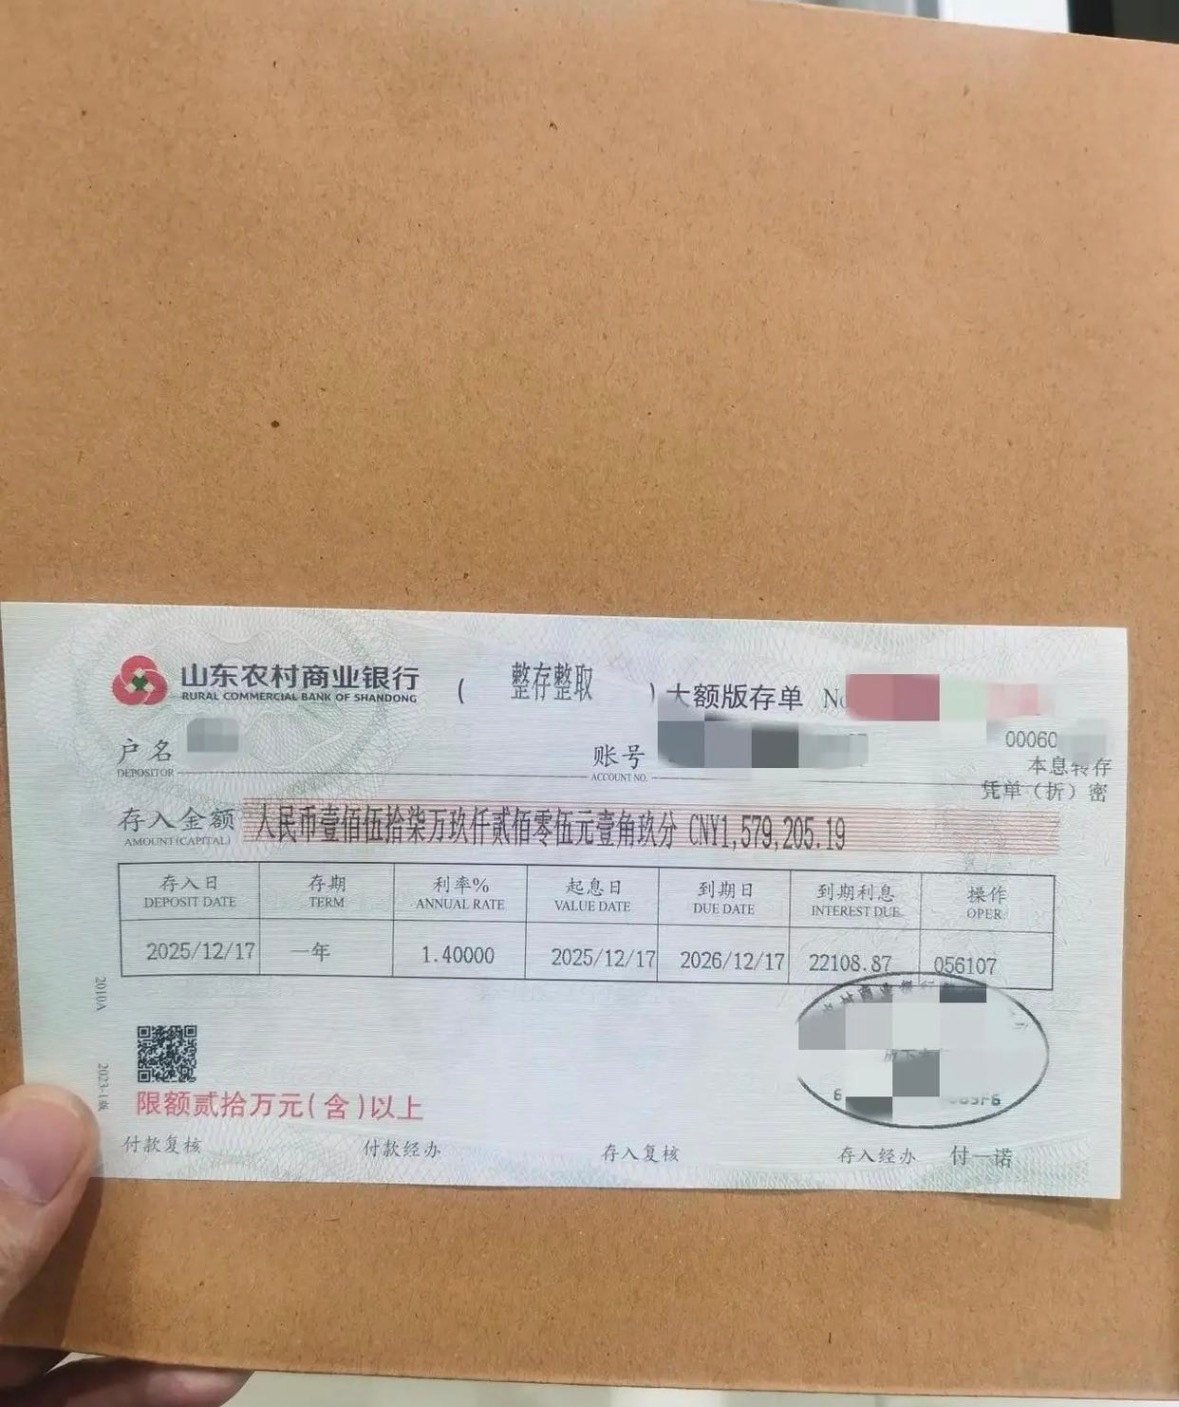 山东农村商业银行
RURAL COMMERCIAL BANK OF SHANDONG
( 整存整取 ) 大额版存单 No
00060
户名
DEPOSITOR
账号
ACCOUNT NO.
本息转存
凭单(折)密
存入金额 人民币壹佰伍拾柒万玖仟贰佰零伍元壹角玖分 CNY1,579,205.19
AMOUNT(CAPITAL)
存入日 存期 利率% 起息日 到期日 到期利息 操作
DEPOSIT DATE TERM ANNUAL RATE VALUE DATE DUE DATE INTEREST DUE OPER
2025/12/17 一年 1.40000 2025/12/17 2026/12/17 22108.87 056107
2010A
2023-1版
限额贰拾万元(含)以上
付款复核 付款经办 存入复核 存入经办 付一诺